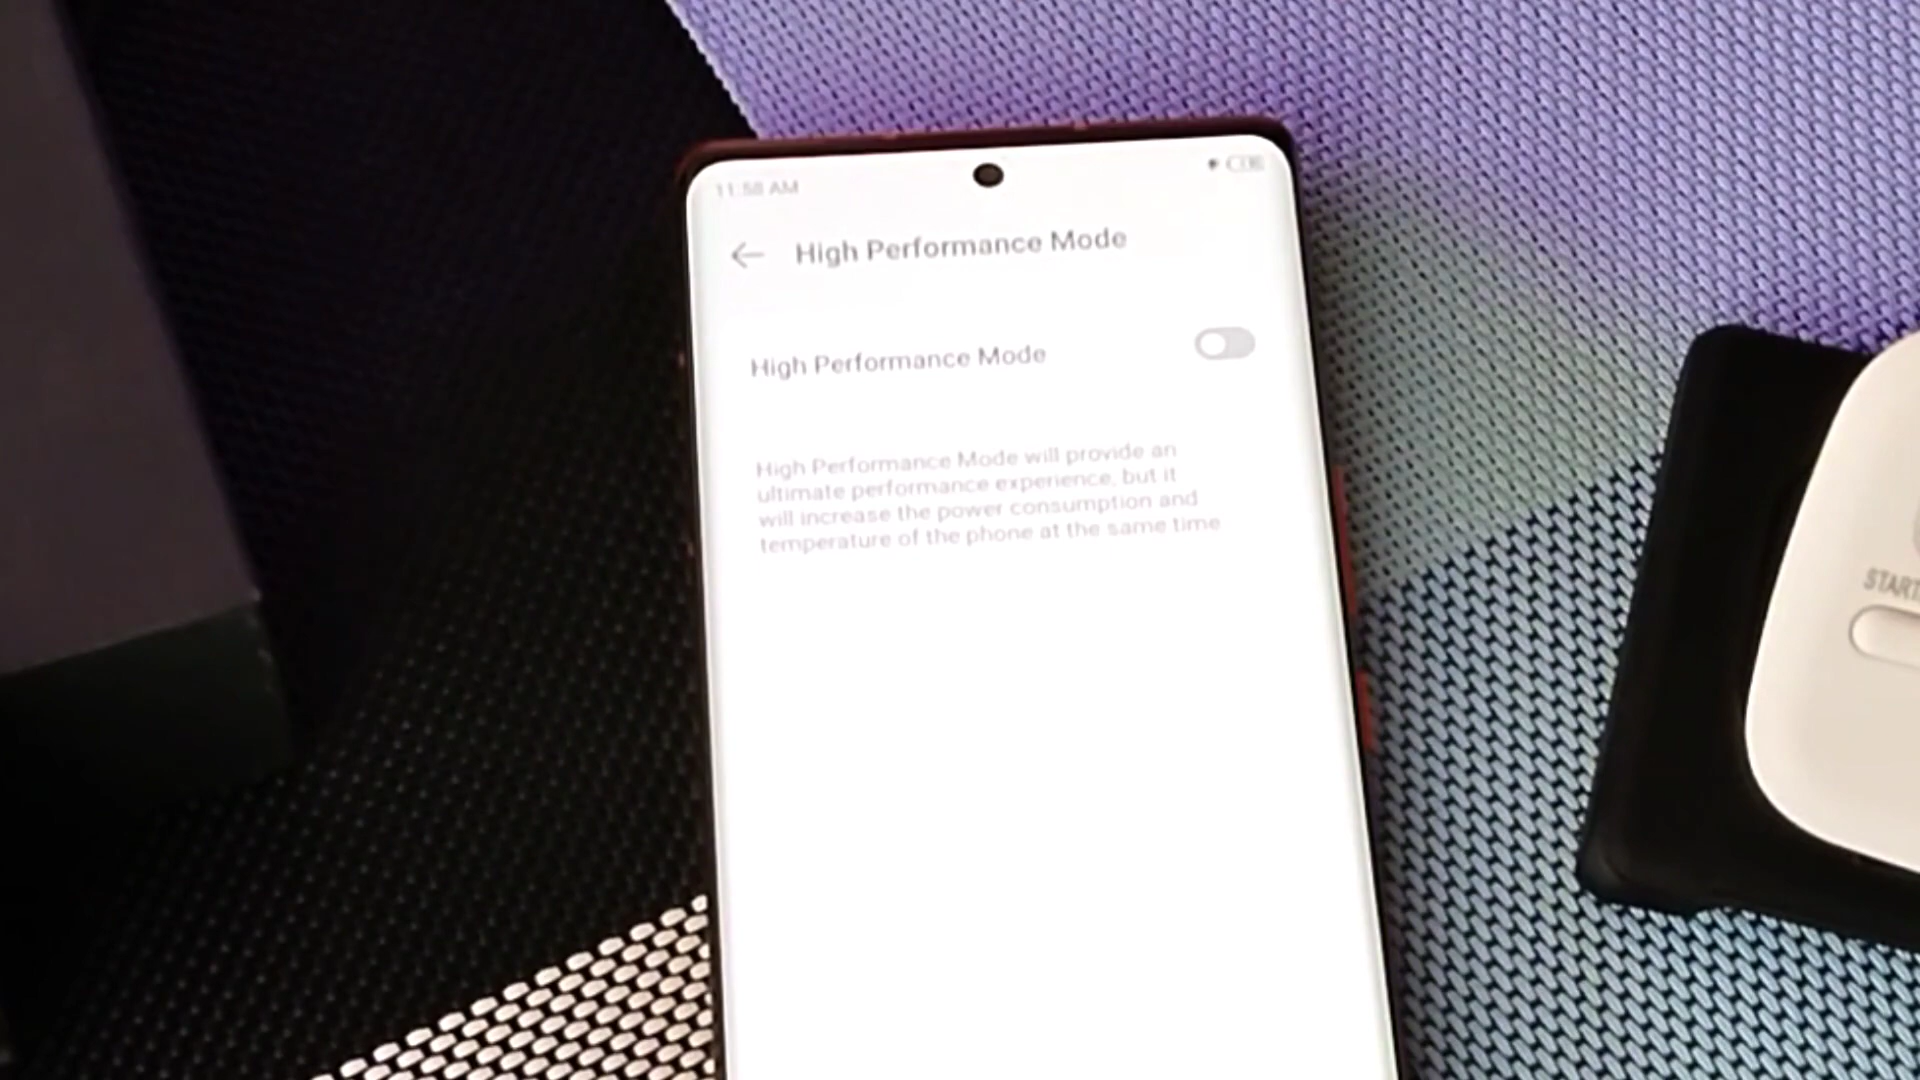 11:58 AM
High Performance Mode
High Performance Mode
High Performance Mode will provide an
ultimate performance experience, but it
will increase the power consumption and
temperature of the phone at the same time
START